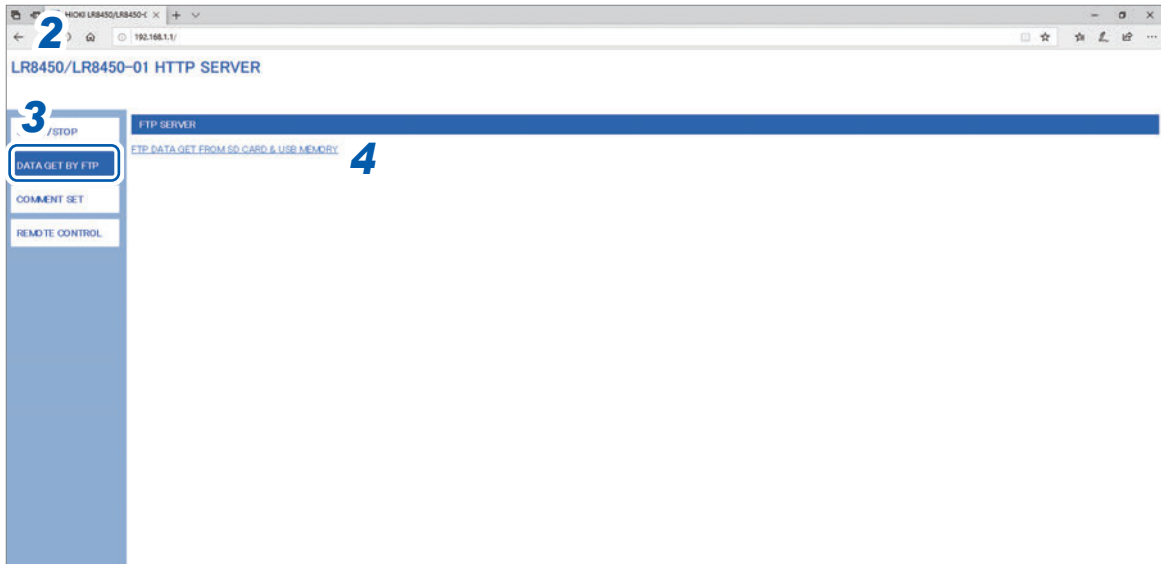 HIOKI LR8450/LR8450-(
2
192.168.1.1/
LR8450/LR8450-01 HTTP SERVER
3
/STOP
FTP SERVER
DATA GET BY FTP
FTP DATA GET FROM SD CARD & USB MEMORY
4
COMMENT SET
REMOTE CONTROL